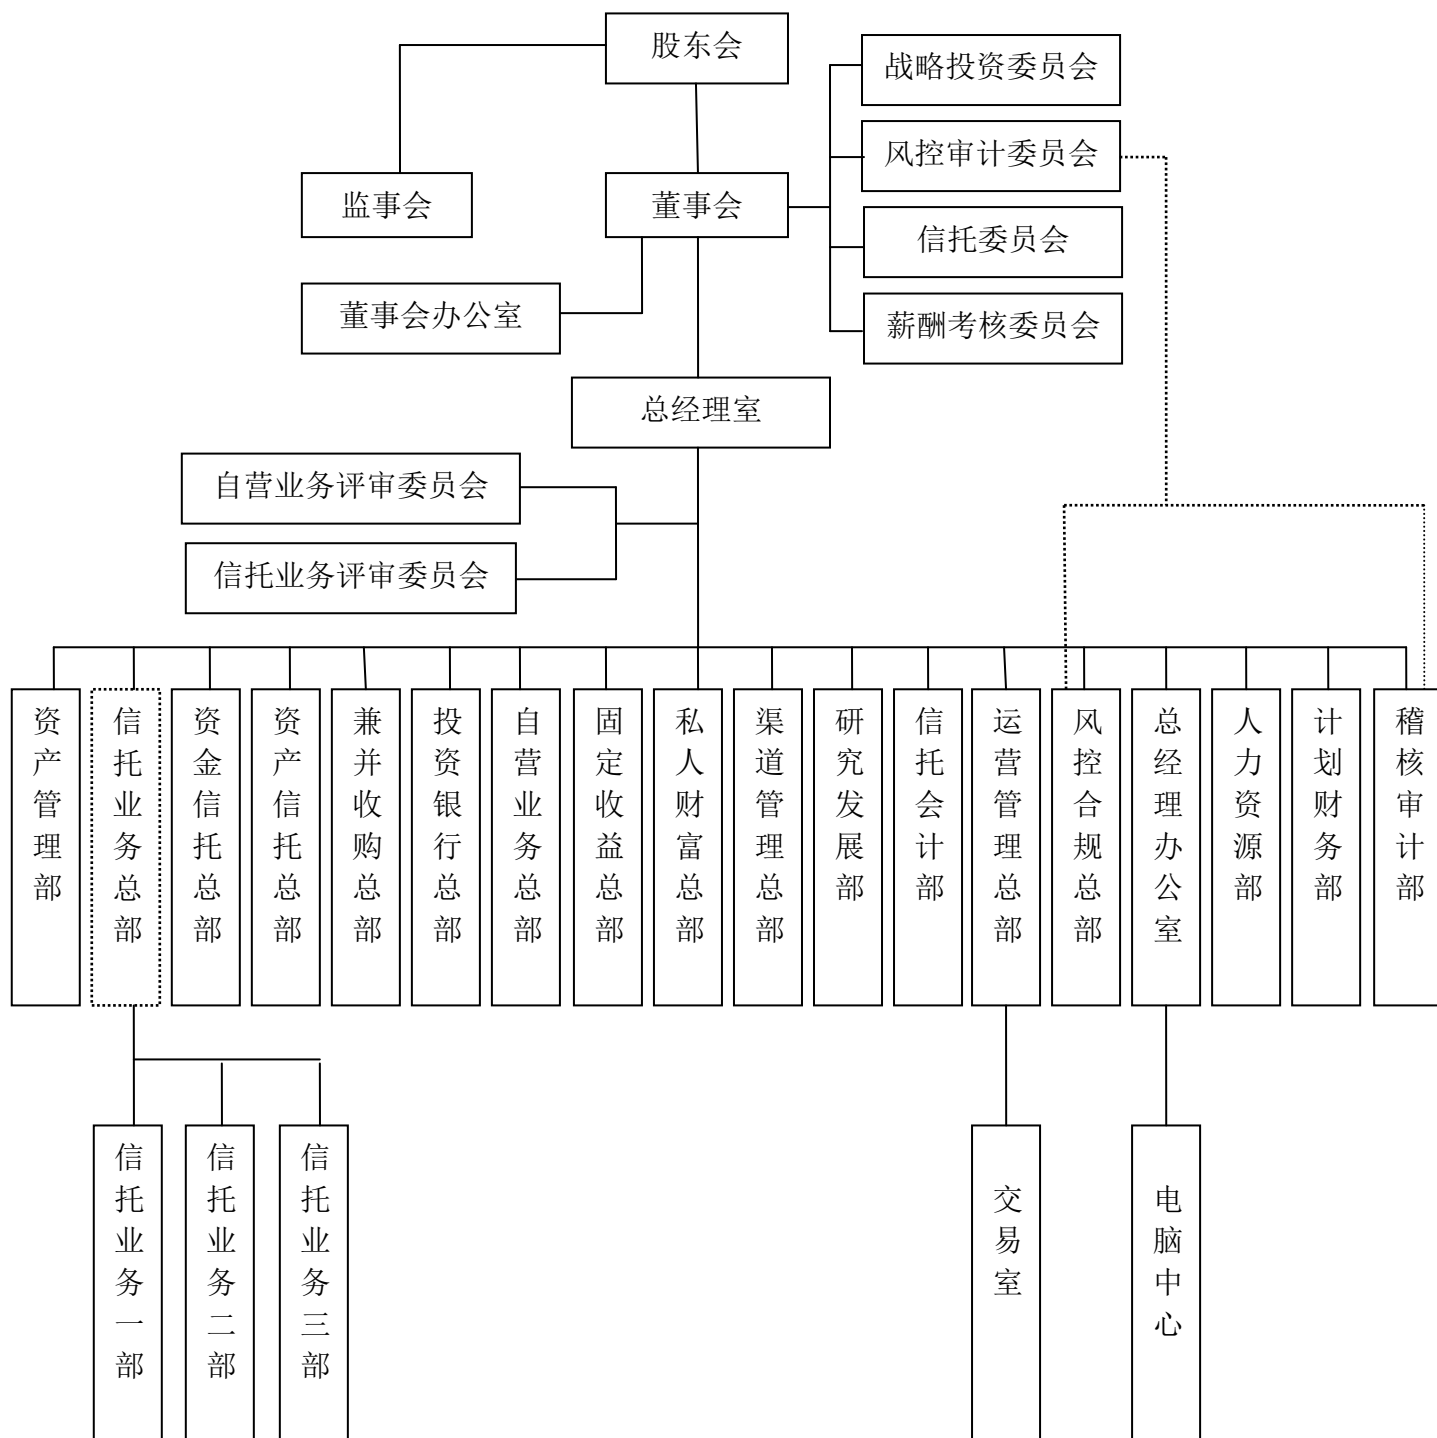 股东会
战略投资委员会
风控审计委员会
监事会
董事会
信托委员会
董事会办公室
薪酬考核委员会
总经理室
自营业务评审委员会
信托业务评审委员会
资产管理部
信托业务总部
资金信托总部
资产信托总部
兼并收购总部
投资银行总部
自营业务总部
固定收益总部
私人财富总部
渠道管理总部
研究发展部
信托会计部
运营管理总部
风控合规总部
总经理办公室
人力资源部
计划财务部
稽核审计部
信托业务一部
信托业务二部
信托业务三部
交易室
电脑中心